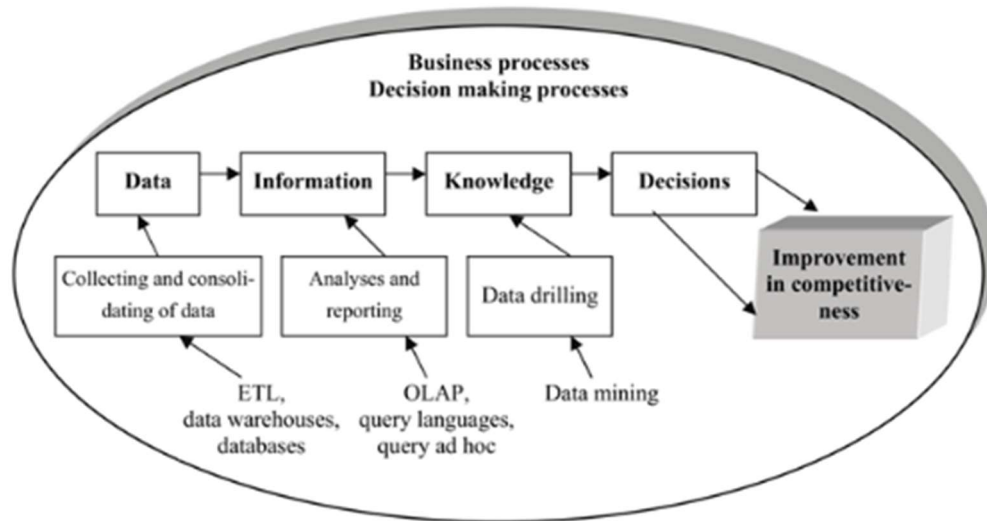 Business processes
Decision making processes
Data
Information
Knowledge
Decisions
Improvement
in competitive-
ness
Collecting and consoli-
dating of data
Analyses and
reporting
Data drilling
ETL,
data warehouses,
databases
OLAP,
query languages,
query ad hoc
Data mining